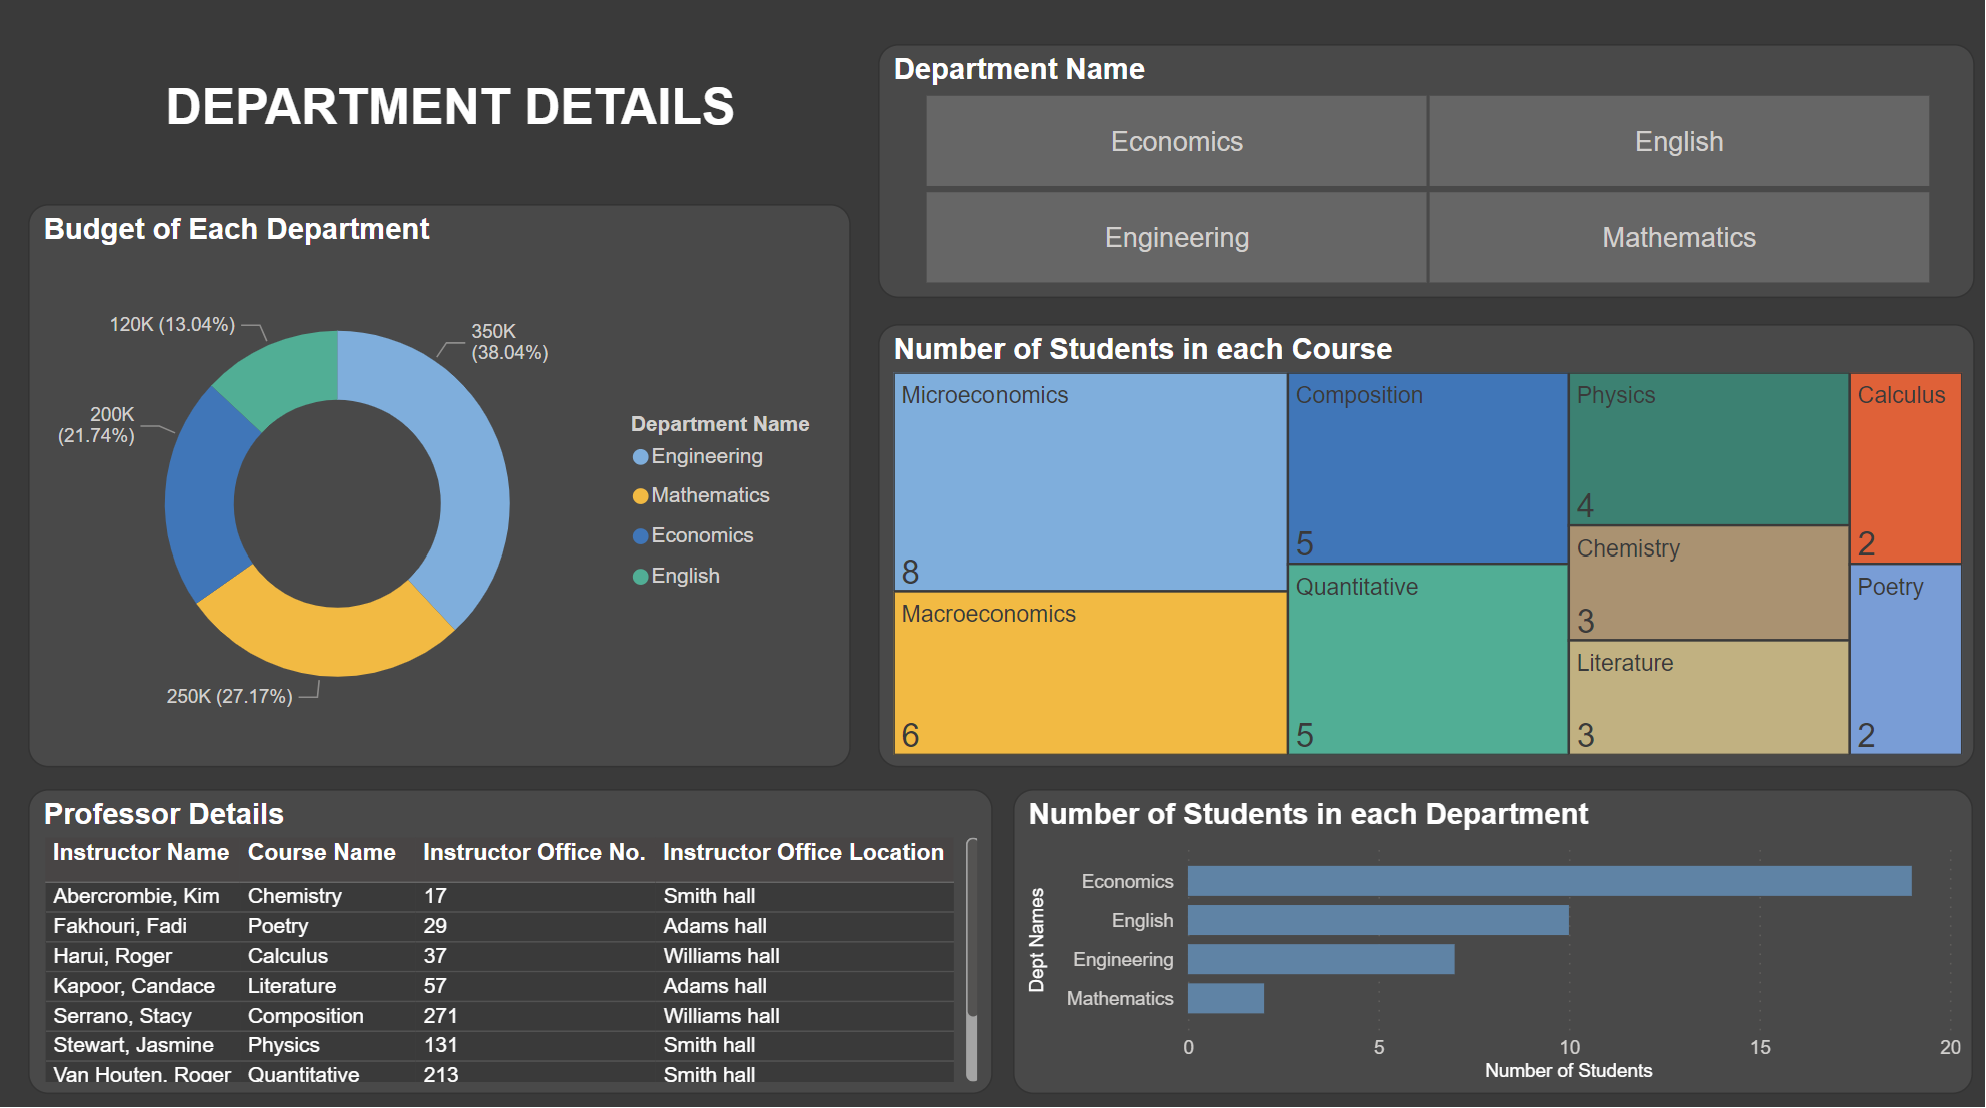 DEPARTMENT DETAILS
Department Name
Economics
English
Engineering
Mathematics
Budget of Each Department
120K (13.04%)
350K
(38.04%)
200K
(21.74%)
250K (27.17%)
Department Name
Engineering
Mathematics
Economics
English
Number of Students in each Course
Microeconomics
8
Macroeconomics
6
Composition
5
Quantitative
5
Physics
4
Chemistry
3
Literature
3
Calculus
2
Poetry
2
Professor Details
Instructor Name Course Name Instructor Office No. Instructor Office Location
Abercrombie, Kim Chemistry 17 Smith hall
Fakhouri, Fadi Poetry 29 Adams hall
Harui, Roger Calculus 37 Williams hall
Kapoor, Candace Literature 57 Adams hall
Serrano, Stacy Composition 271 Williams hall
Stewart, Jasmine Physics 131 Smith hall
Van Houten, Roger Quantitative 213 Smith hall
Number of Students in each Department
Dept Names
Economics
English
Engineering
Mathematics
0 5 10 15 20
Number of Students